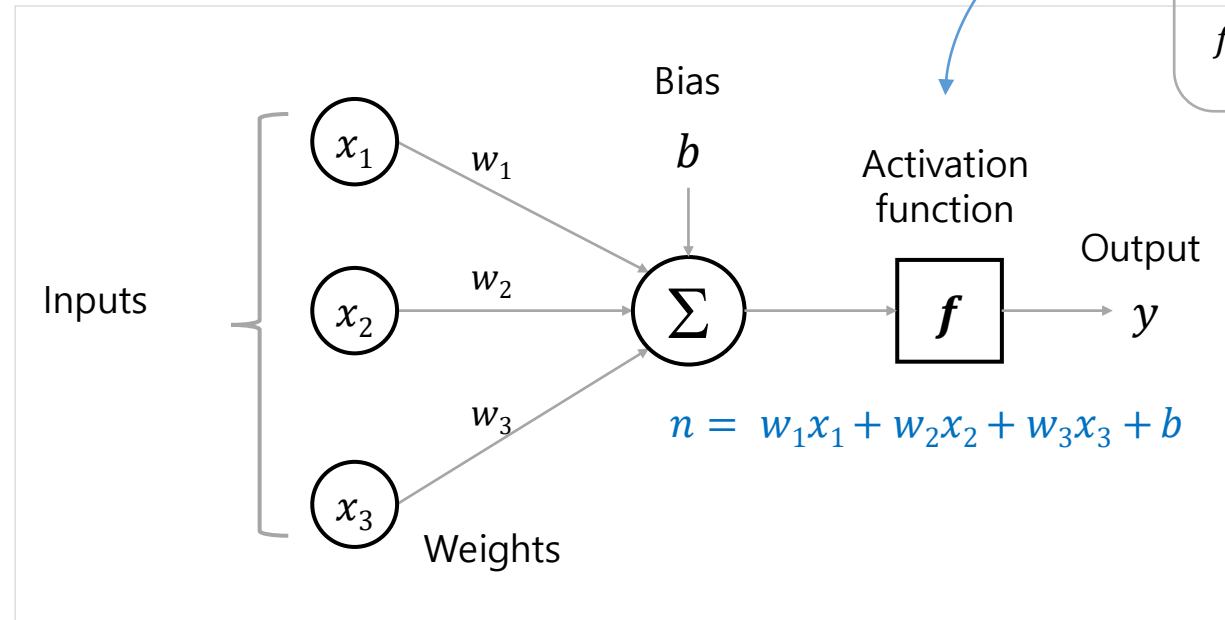 f
Bias
b
x₁
w₁
Activation
function
Output
Inputs
x₂
w₂
Σ
f
y
w₃
n = w₁x₁ + w₂x₂ + w₃x₃ + b
x₃
Weights